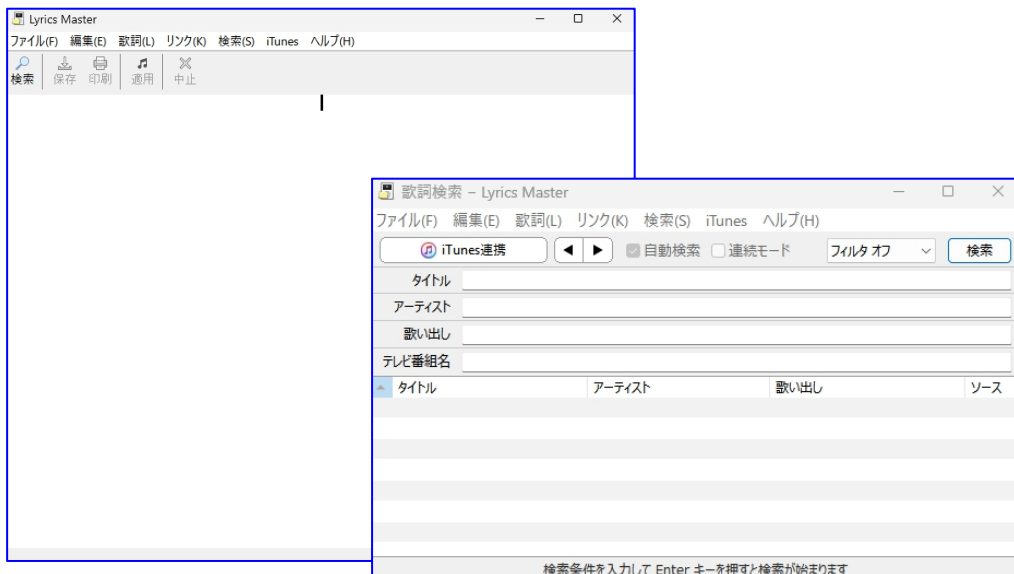 Lyrics Master
ファイル(F) 編集(E) 歌詞(L) リンク(K) 検索(S) iTunes ヘルプ(H)
検索 保存 印刷 適用 中止
歌詞検索 – Lyrics Master
ファイル(F) 編集(E) 歌詞(L) リンク(K) 検索(S) iTunes ヘルプ(H)
iTunes連携 自動検索 連続モード フィルタ オフ 検索
タイトル
アーティスト
歌い出し
テレビ番組名
タイトル アーティスト 歌い出し ソース
検索条件を入力して Enter キーを押すと検索が始まります